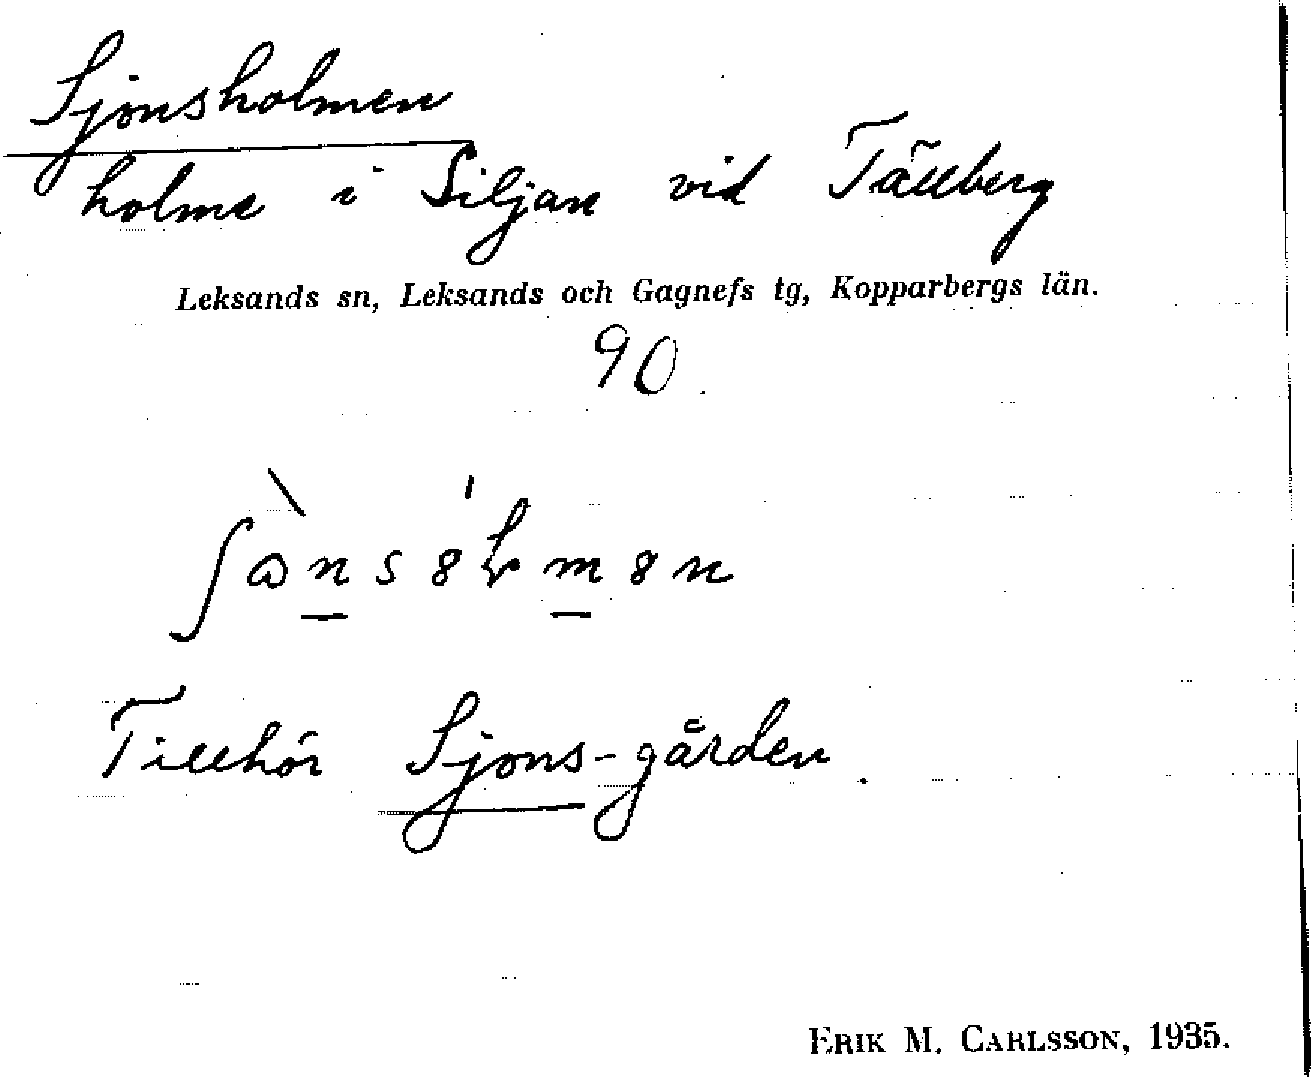 Sjonsholmen
holme i Siljan vid Tällberg
Leksands sn, Leksands och Gagnefs tg, Kopparbergs län.
90.
Tillhör Sjons-gården.
ERIK M. CARLSSON, 1935.